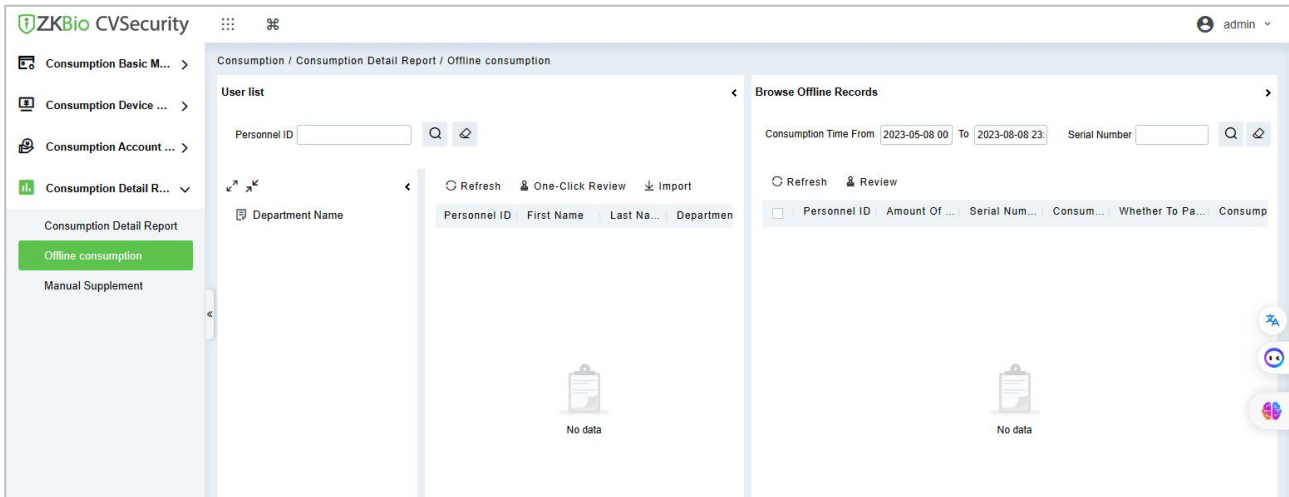 ZKBio CVSecurity
admin
Consumption Basic M...
Consumption Device ...
Consumption Account ...
Consumption Detail R...
Consumption Detail Report
Offline consumption
Manual Supplement
Consumption / Consumption Detail Report / Offline consumption
User list
Personnel ID
Department Name
Refresh One-Click Review Import
Personnel ID First Name Last Na... Departmen
No data
Browse Offline Records
Consumption Time From 2023-05-08 00 To 2023-08-08 23: Serial Number
Refresh Review
Personnel ID Amount Of ... Serial Num... Consum... Whether To Pa... Consump
No data